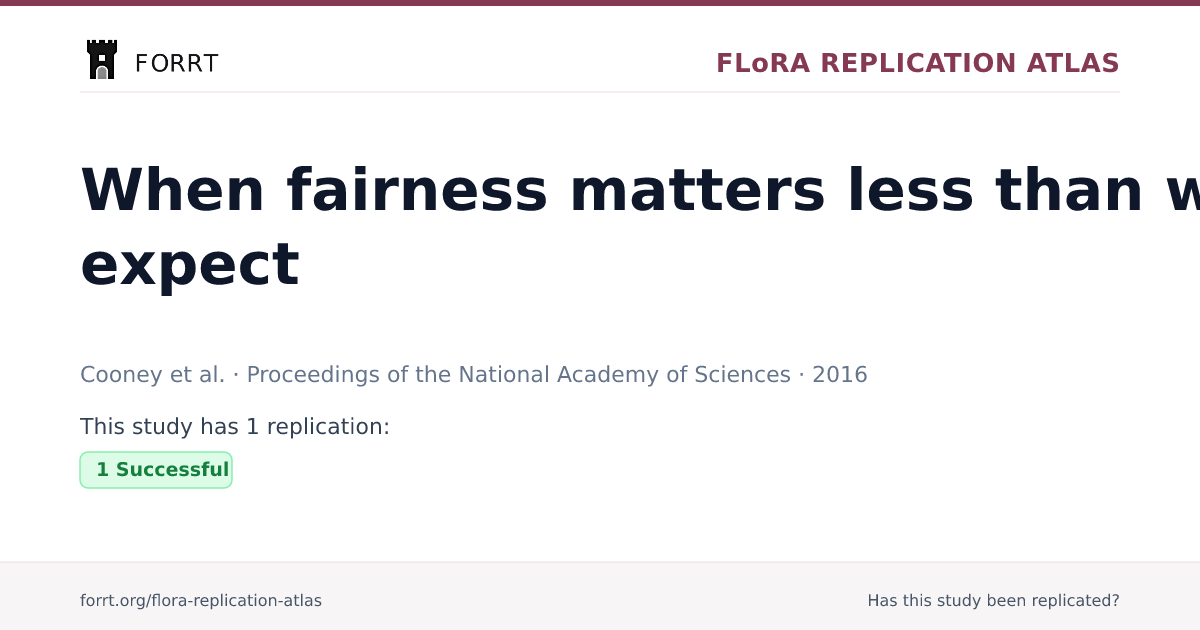 FORRT
FLoRA REPLICATION ATLAS
When fairness matters less than w
expect
Cooney et al. · Proceedings of the National Academy of Sciences · 2016
This study has 1 replication:
1 Successful
forrt.org/flora-replication-atlas
Has this study been replicated?